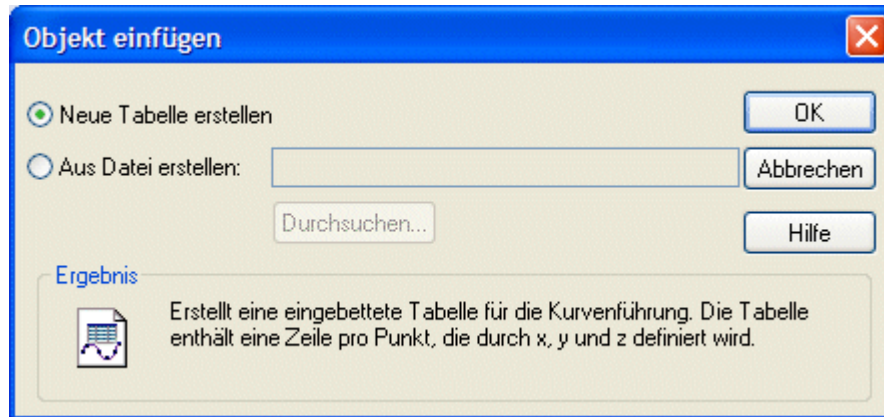 Objekt einfügen
Neue Tabelle erstellen
OK
Aus Datei erstellen:
Abbrechen
Durchsuchen...
Hilfe
Ergebnis
Erstellt eine eingebettete Tabelle für die Kurvenführung. Die Tabelle
enthält eine Zeile pro Punkt, die durch x, y und z definiert wird.